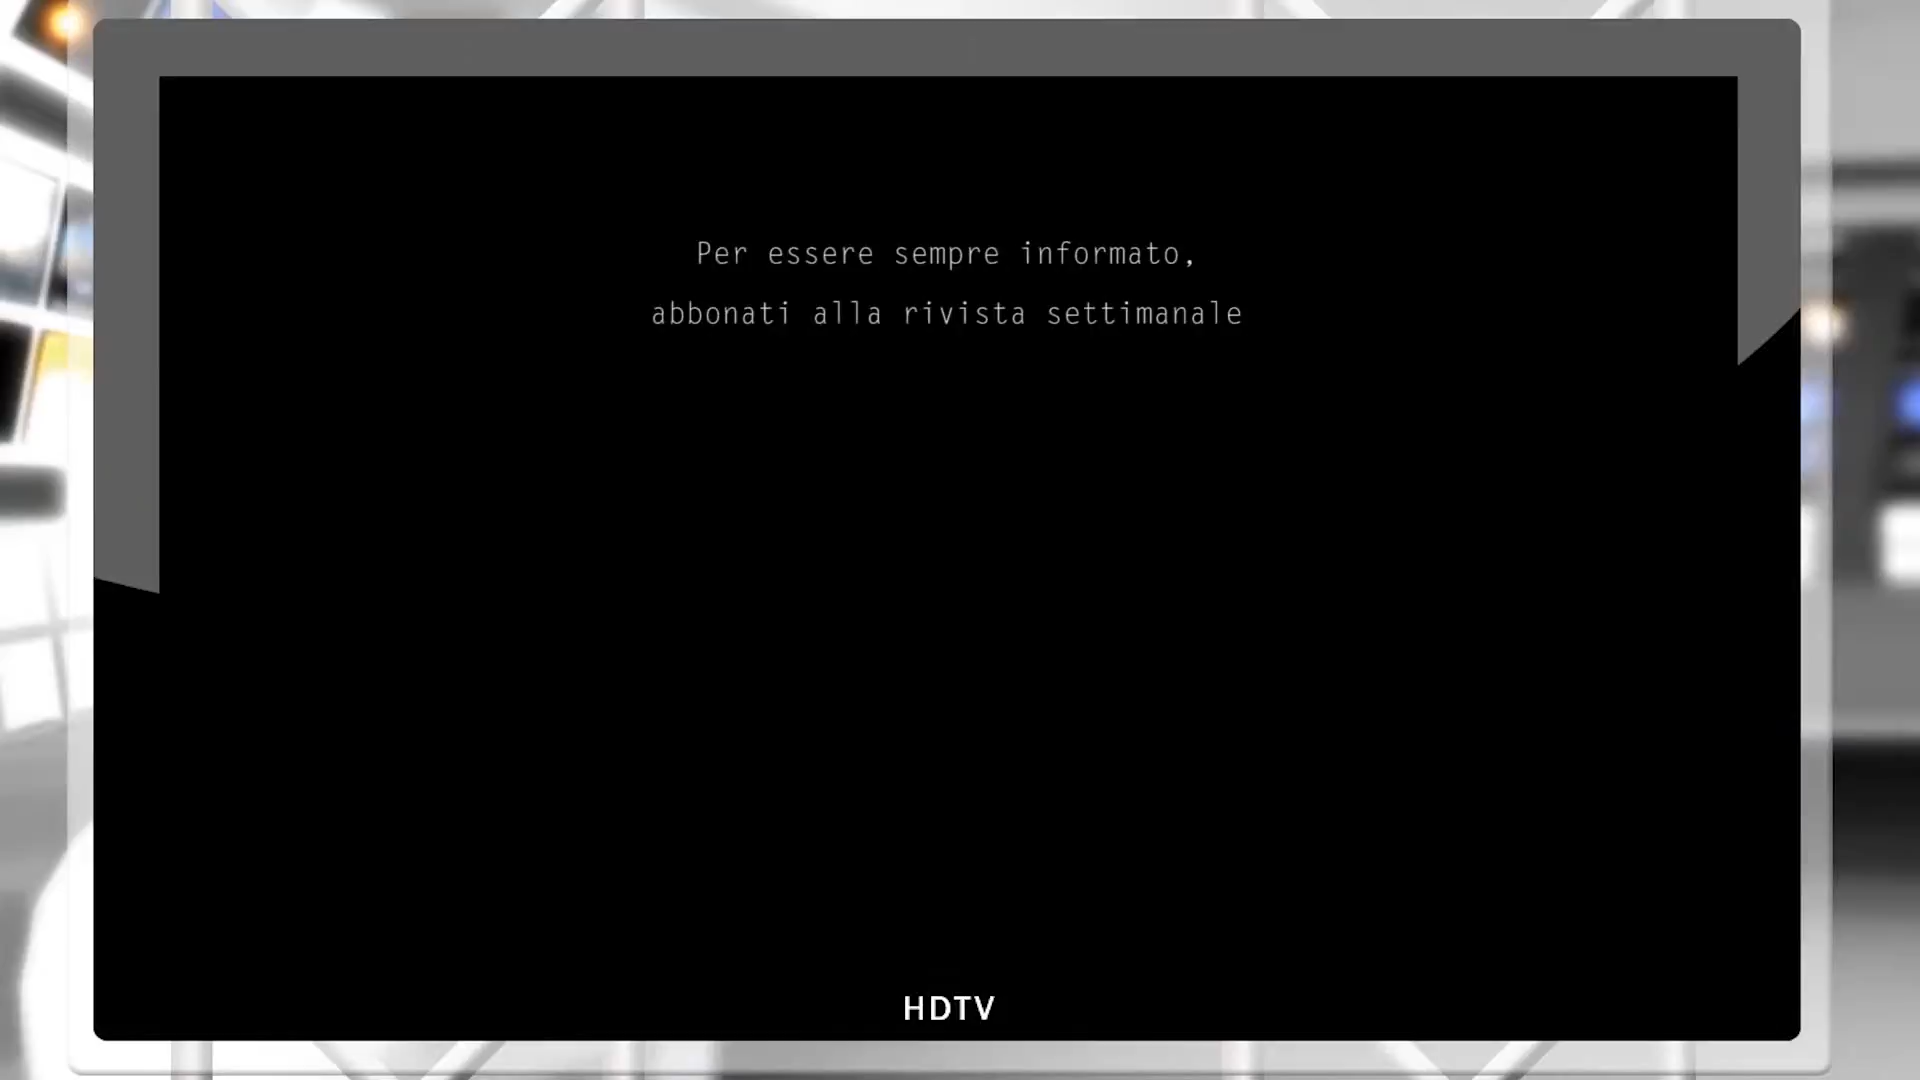 Per essere sempre informato,
abbonati alla rivista settimanale
HDTV